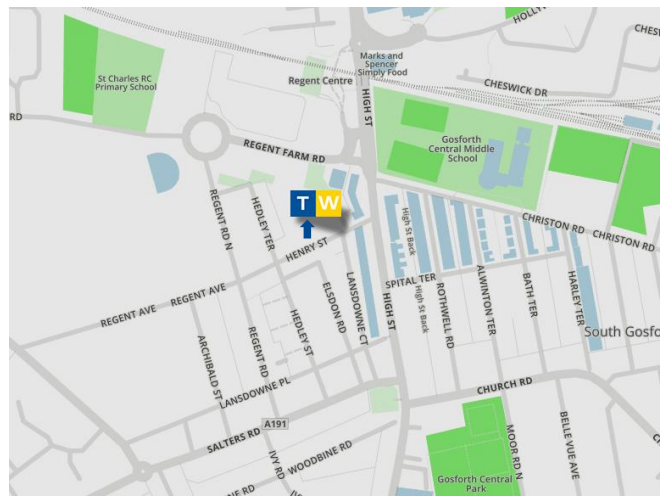 HOLLY
CHESW
Marks and
Spencer
Simply Food
St Charles RC
Primary School
Regent Centre
CHESWICK DR
HIGH ST
RD
Gosforth
Central Middle
School
REGENT FARM RD
REGENT RD N
HEDLEY TER
T W
High St Back
CHRISTON RD
CHRISTON RD
HENRY ST
SPITAL TER
REGENT AVE
REGENT AVE
ELSDON RD
LANSDOWNE CT
HIGH ST
High St Back
ROTHWELL RD
ALWINTON TER
BATH TER
HARLEY TER
South Gosfo
ARCHIBALD ST
REGENT RD
HEDLEY ST
LANSDOWNE PL
CHURCH RD
A191
SALTERS RD
IVY RD
WOODBINE RD
MOOR RD N
BELLE VUE AVE
Gosforth Central
Park
NE RD